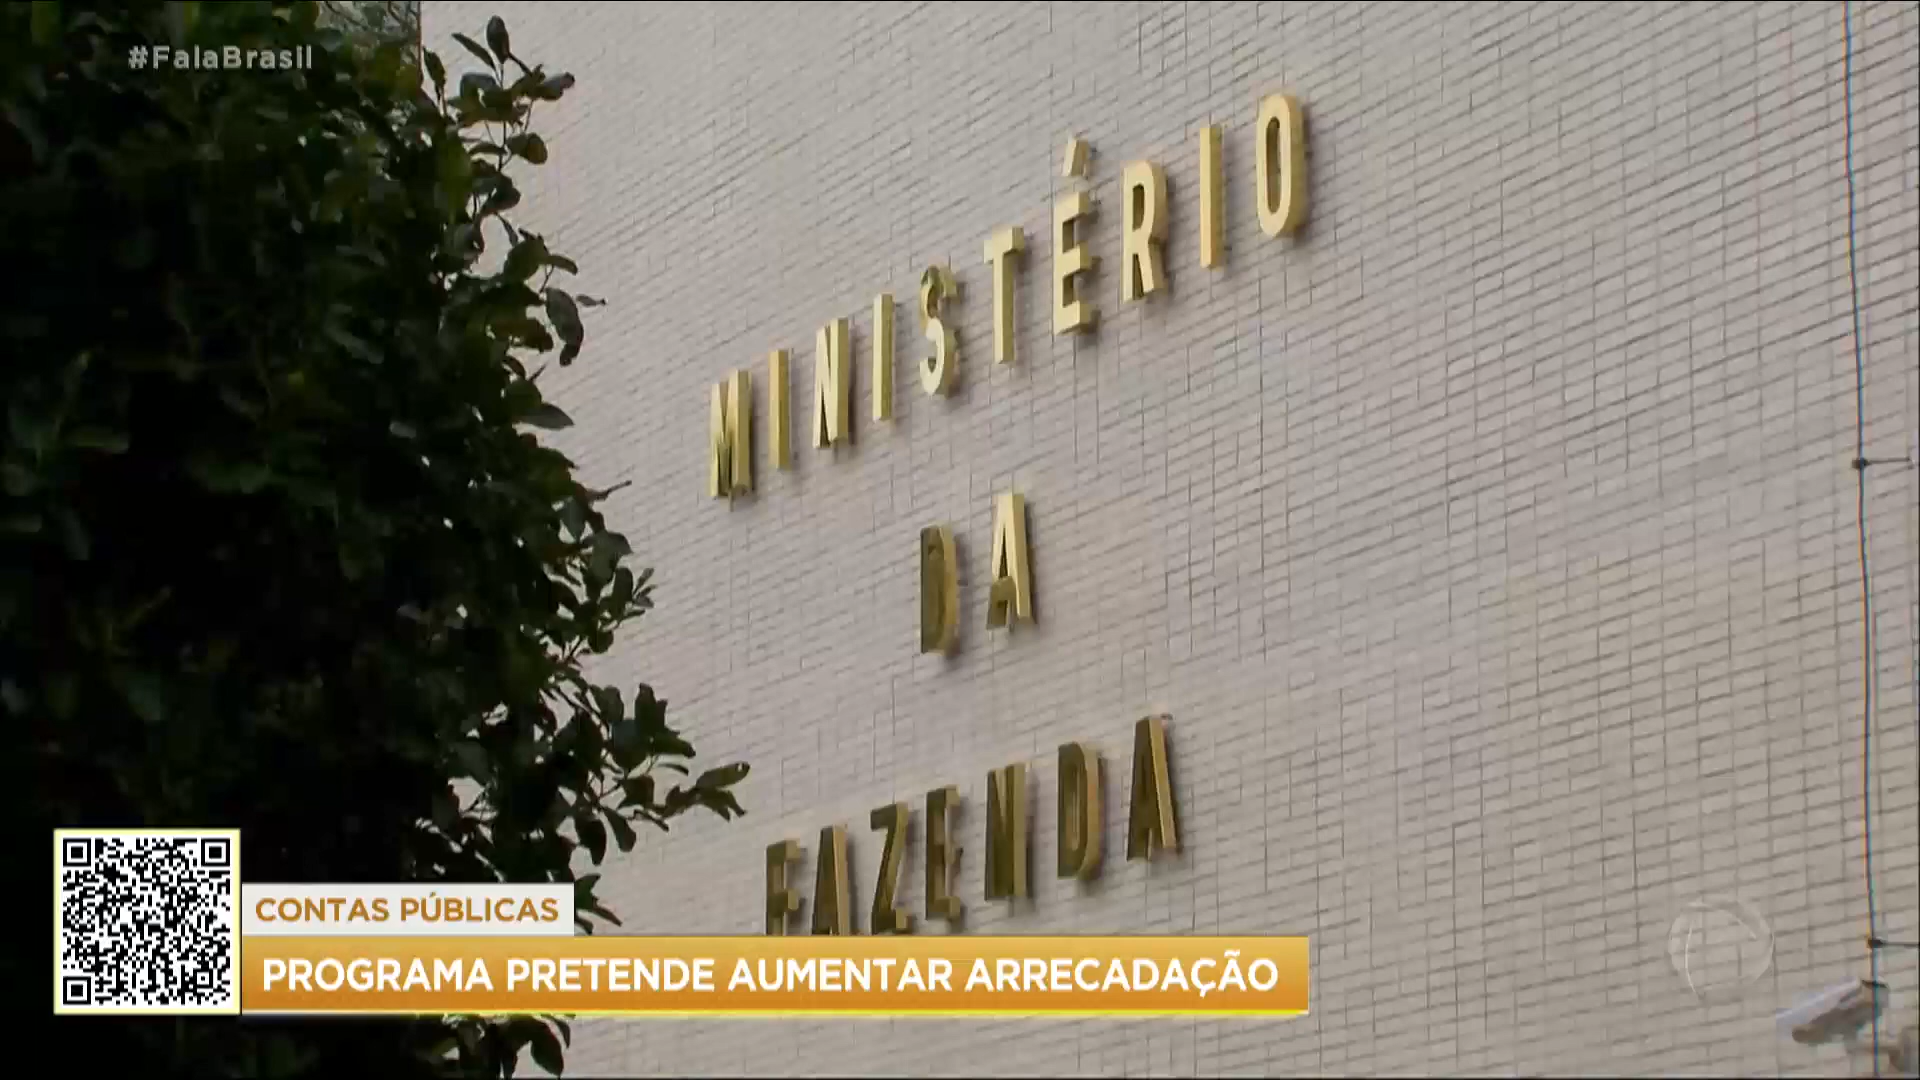 #FalaBrasil
MINISTÉRIO
DA
FAZENDA
CONTAS PÚBLICAS
PROGRAMA PRETENDE AUMENTAR ARRECADAÇÃO